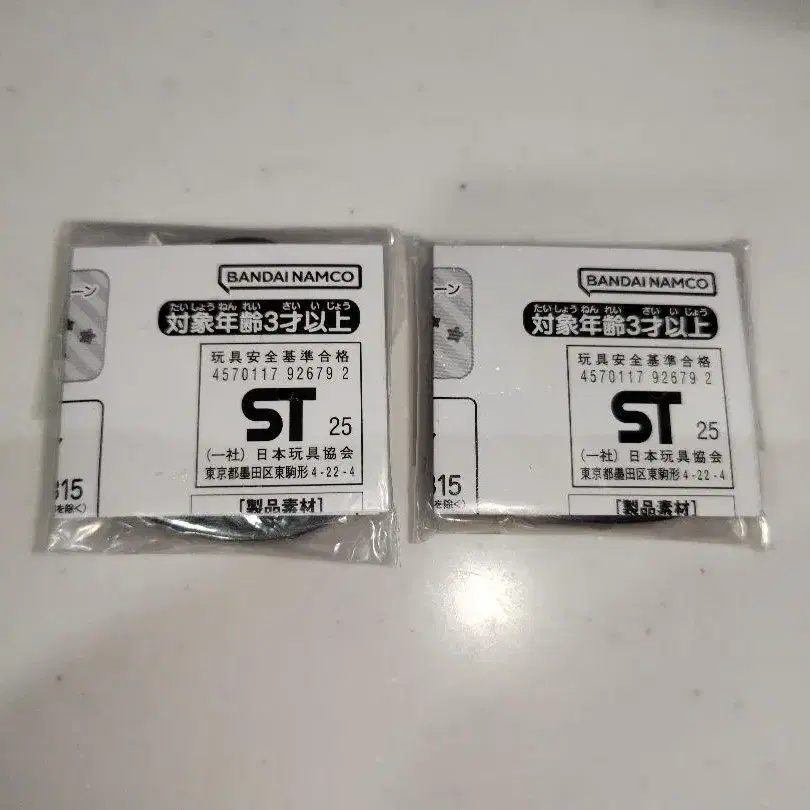 ーン
BANDAI NAMCO
たいしょうねんれい さいいじょう
対象年齢3才以上
玩具安全基準合格
4570117 92679 2
ST 25
(一社)日本玩具協会
東京都墨田区東駒形4-22-4
を除く)
[製品素材]
ーン
BANDAI NAMCO
たいしょうねんれい さいいじょう
対象年齢3才以上
玩具安全基準合格
4570117 92679 2
ST 25
(一社)日本玩具協会
東京都墨田区東駒形4-22-4
315
を除く)
[製品素材]